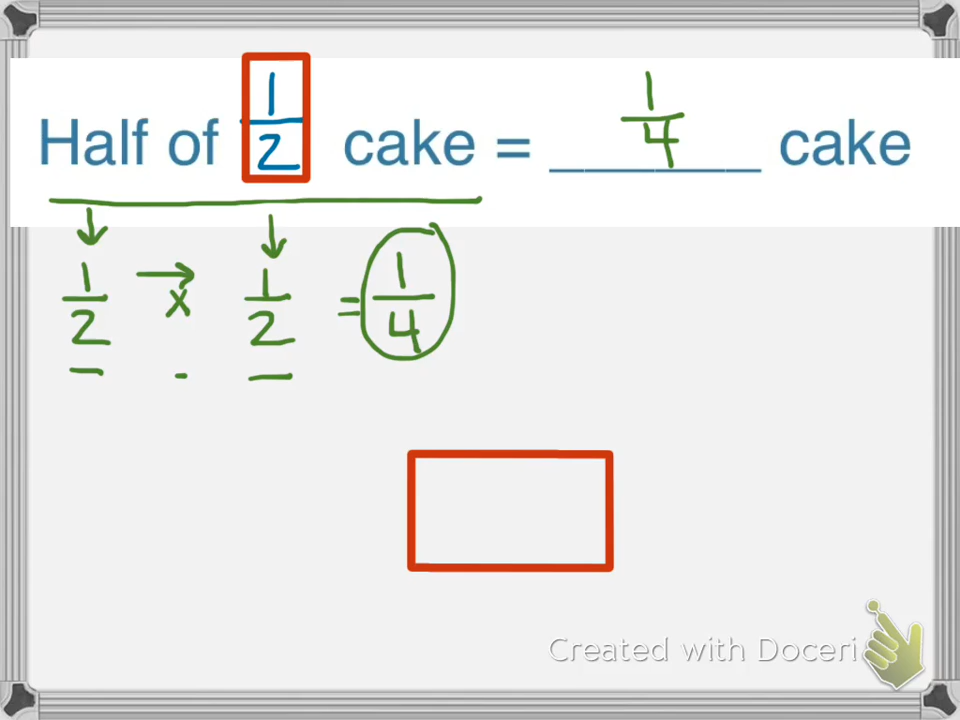 Half of 1/2 cake = 1/4 cake
1/2 → x 1/2 = 1/4
Created with Doceri